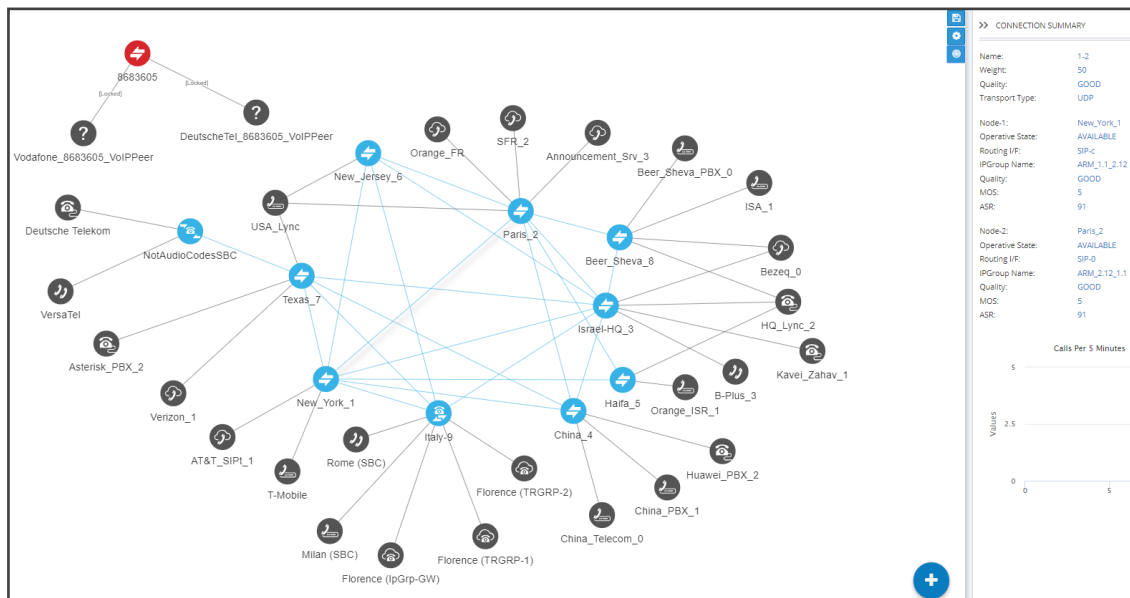 8683605
[Locked]
[Locked]
DeutscheTel_8683605_VoIPPeer
Vodafone_8683605_VoIPPeer
Orange_FR
SFR_2
Announcement_Srv_3
Beer_Sheva_PBX_0
New_Jersey_6
ISA_1
Deutsche Telekom
USA_Lync
Paris_2
NotAudioCodesSBC
Beer_Sheva_8
Bezeq_0
Texas_7
VersaTel
Israel-HQ_3
HQ_Lync_2
Asterisk_PBX_2
Kavei_Zahav_1
New_York_1
Haifa_5
B-Plus_3
Verizon_1
Orange_ISR_1
Italy-9
China_4
AT&T_SIPt_1
Rome (SBC)
Huawei_PBX_2
T-Mobile
Florence (TRGRP-2)
China_PBX_1
China_Telecom_0
Milan (SBC)
Florence (TRGRP-1)
Florence (IpGrp-GW)
+
>> CONNECTION SUMMARY
Name: 1-2
Weight: 50
Quality: GOOD
Transport Type: UDP
Node-1: New_York_1
Operative State: AVAILABLE
Routing I/F: SIP-c
IPGroup Name: ARM_1.1_2.12
Quality: GOOD
MOS: 5
ASR: 91
Node-2: Paris_2
Operative State: AVAILABLE
Routing I/F: SIP-0
IPGroup Name: ARM_2.12_1.1
Quality: GOOD
MOS: 5
ASR: 91
Calls Per 5 Minutes
5
2.5
0
Values
0 5